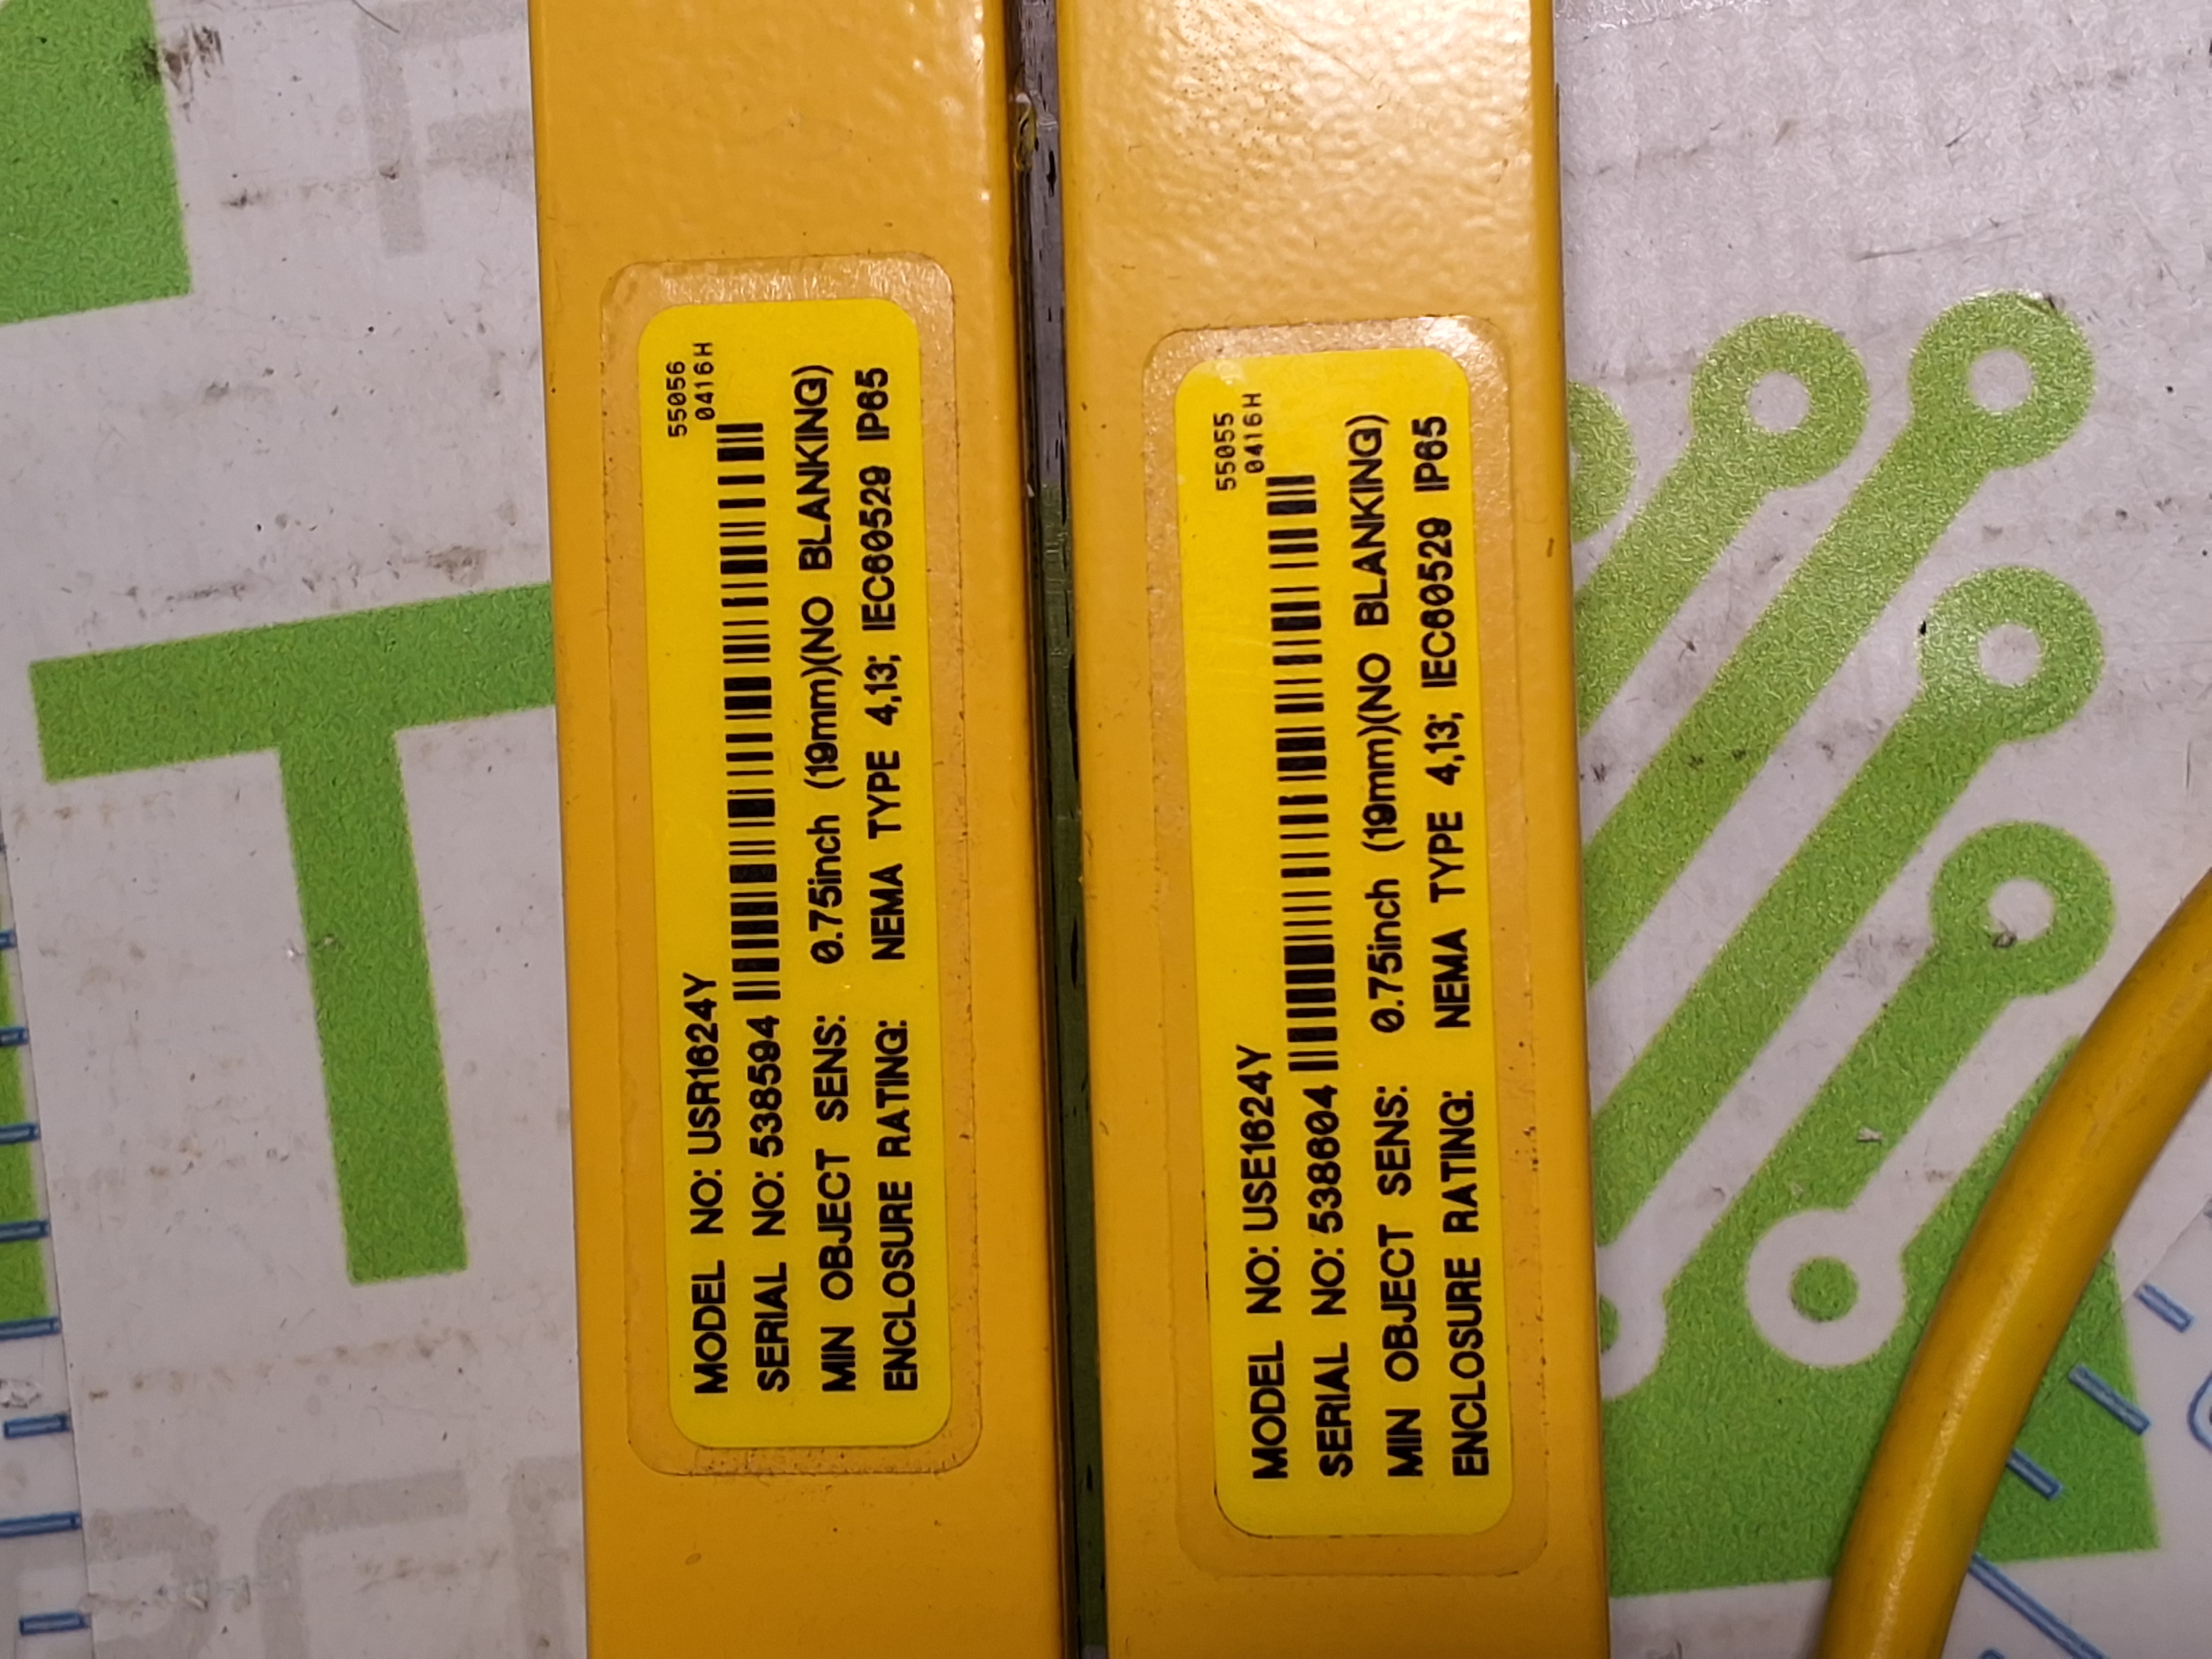 55056
0416H
MODEL NO: USR1624Y
SERIAL NO: 538594
MIN OBJECT SENS: 0.75inch (19mm)(NO BLANKING)
ENCLOSURE RATING: NEMA TYPE 4,13; IEC60529 IP65
55055
0416H
MODEL NO: USE1624Y
SERIAL NO: 538604
MIN OBJECT SENS: 0.75inch (19mm)(NO BLANKING)
ENCLOSURE RATING: NEMA TYPE 4,13; IEC60529 IP65
T